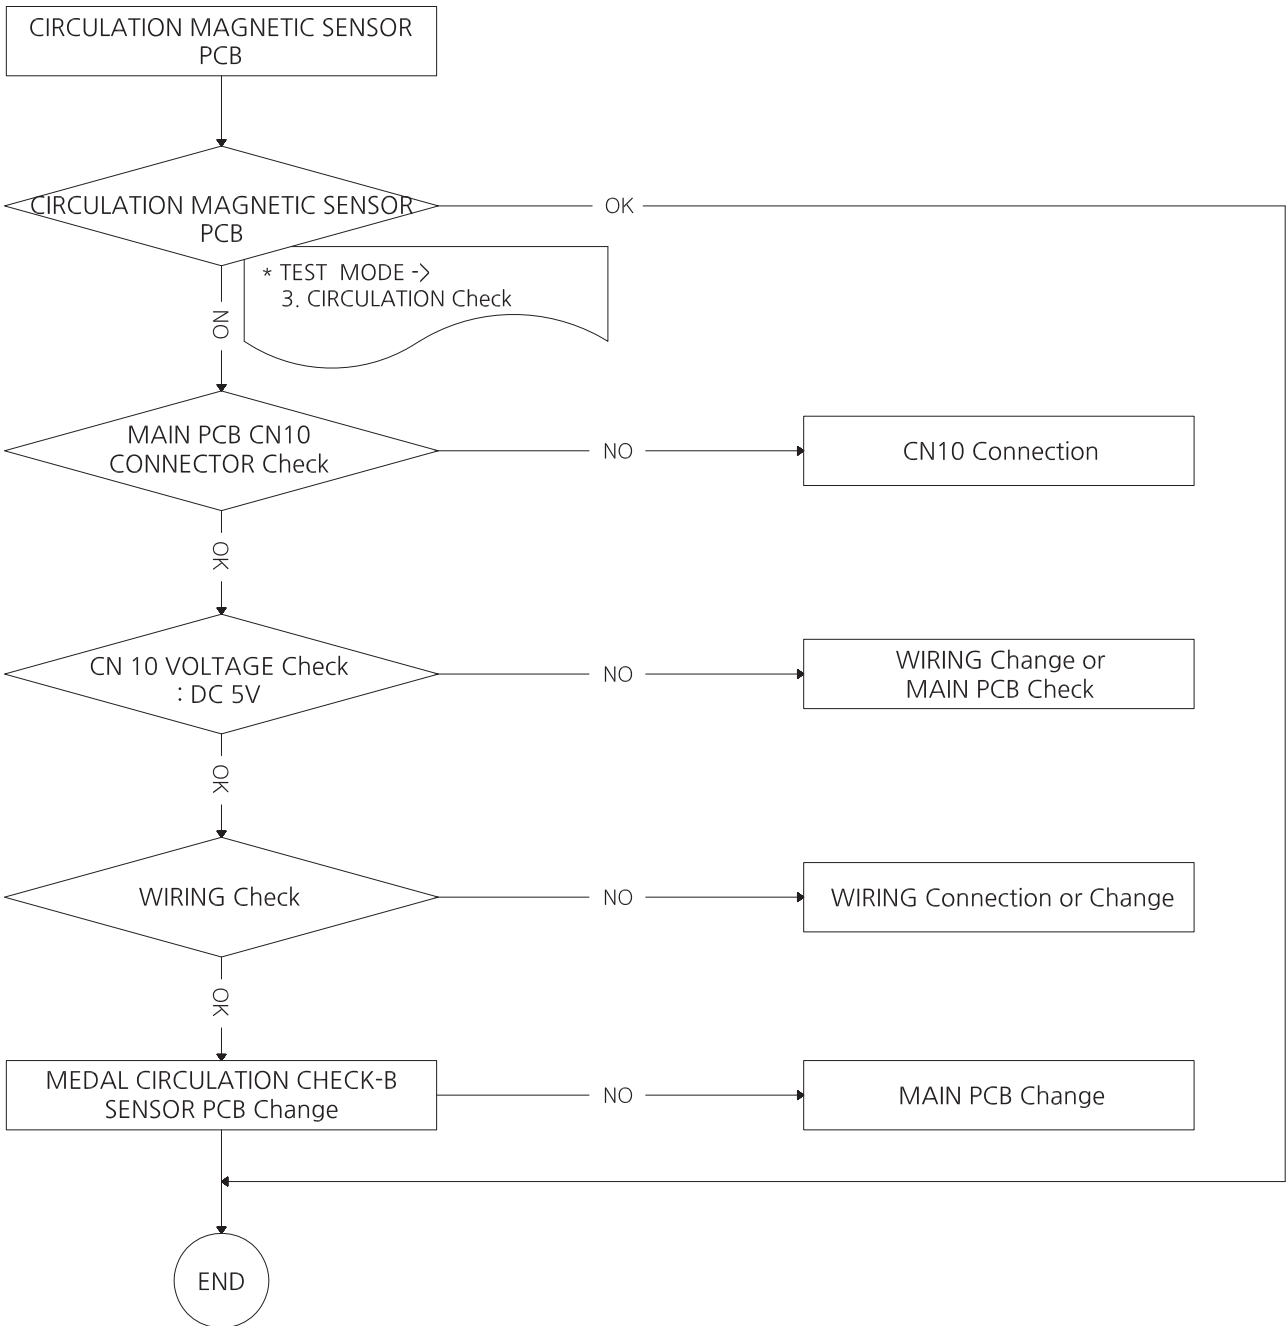 CIRCULATION MAGNETIC SENSOR
PCB
CIRCULATION MAGNETIC SENSOR
PCB
OK
* TEST MODE ->
3. CIRCULATION Check
NO
MAIN PCB CN10
CONNECTOR Check
NO
CN10 Connection
OK
CN 10 VOLTAGE Check
: DC 5V
NO
WIRING Change or
MAIN PCB Check
OK
WIRING Check
NO
WIRING Connection or Change
OK
MEDAL CIRCULATION CHECK-B
SENSOR PCB Change
NO
MAIN PCB Change
END